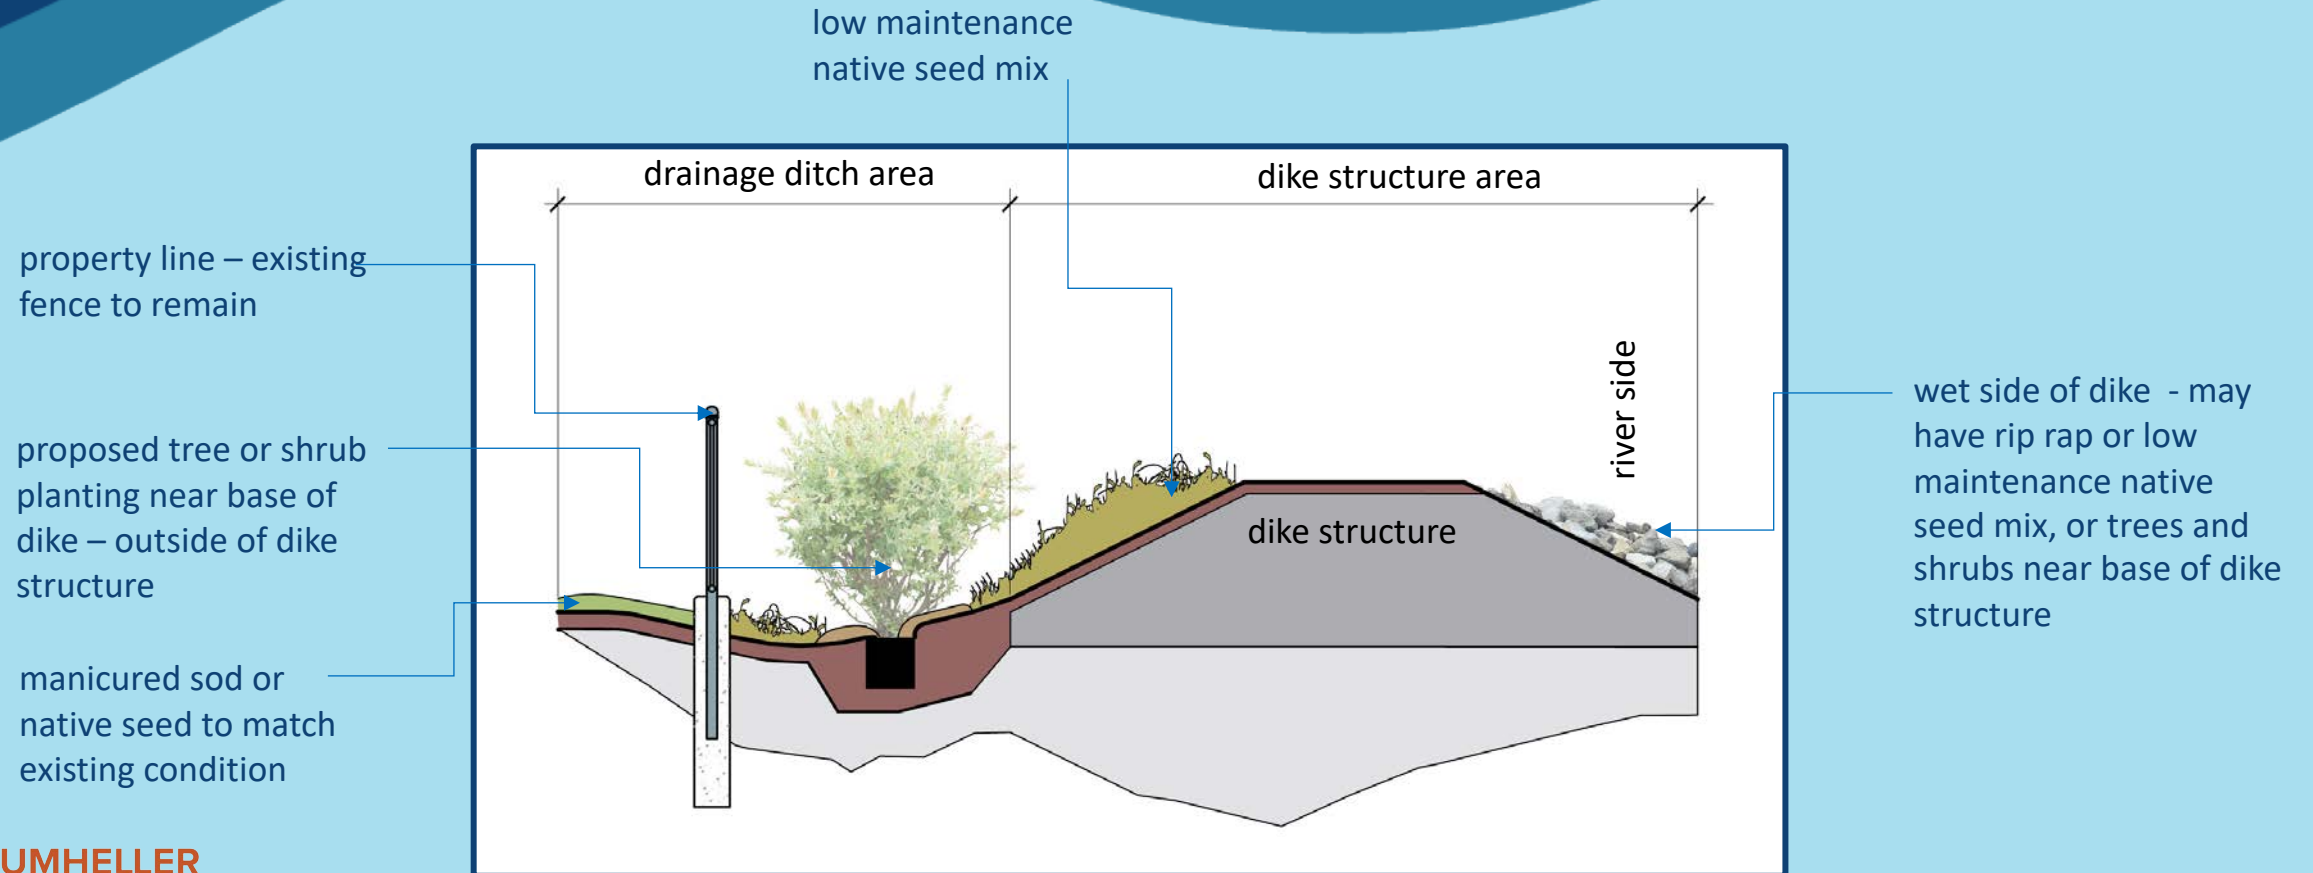 low maintenance
native seed mix
drainage ditch area
dike structure area
property line – existing
fence to remain
river side
proposed tree or shrub
planting near base of
dike – outside of dike
structure
dike structure
wet side of dike  - may
have rip rap or low
maintenance native
seed mix, or trees and
shrubs near base of dike
structure
manicured sod or
native seed to match
existing condition
UMHELLER